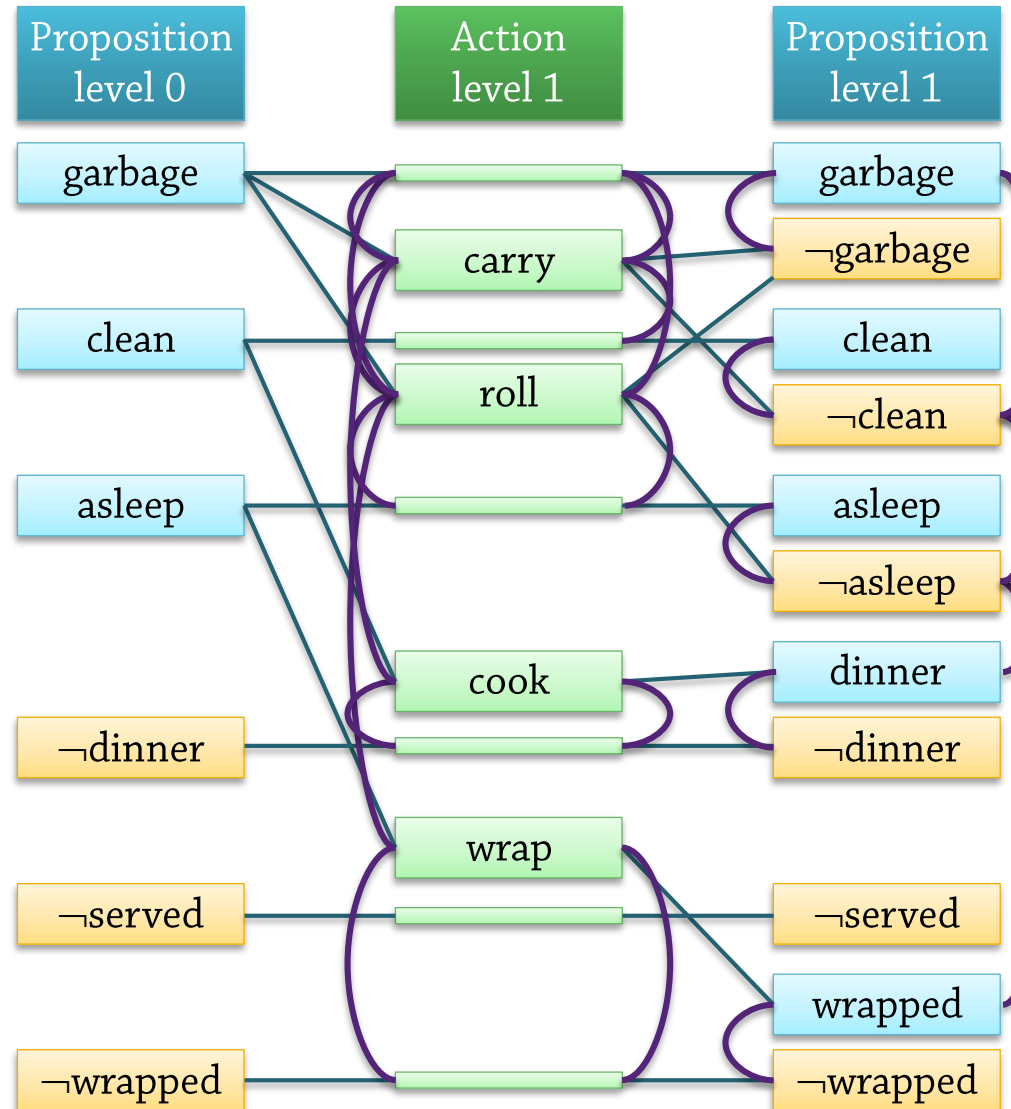 Proposition
level 0
Action
level 1
Proposition
level 1
garbage
garbage
¬garbage
carry
clean
clean
roll
¬clean
asleep
asleep
¬asleep
cook
dinner
¬dinner
¬dinner
wrap
¬served
¬served
wrapped
¬wrapped
¬wrapped